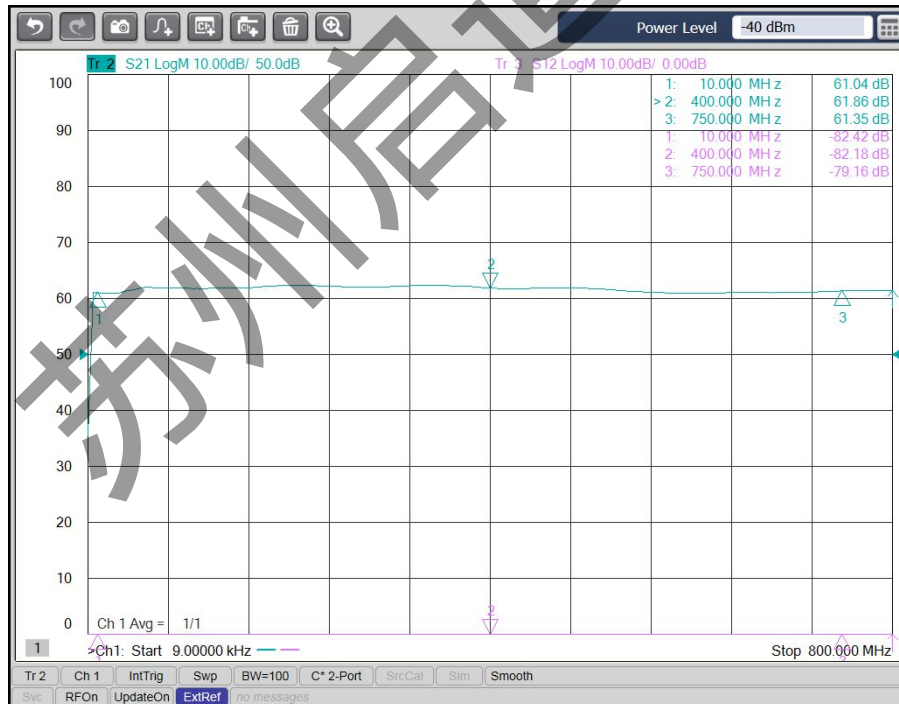 Power Level -40 dBm
Tr 2 S21 LogM 10.00dB/ 50.0dB
Tr 3 S12 LogM 10.00dB/ 0.00dB
1: 10.000 MHz 61.04 dB
> 2: 400.000 MHz 61.86 dB
3: 750.000 MHz 61.35 dB
1: 10.000 MHz -82.42 dB
2: 400.000 MHz -82.18 dB
3: 750.000 MHz -79.16 dB
100
90
80
70
60
50
40
30
20
10
0
2
1
3
2
苏州启道
Ch 1 Avg = 1/1
1 >Ch1: Start 9.00000 kHz Stop 800.000 MHz
Tr 2 Ch 1 IntTrig Swp BW=100 C* 2-Port SrcCal Sim Smooth
Svc RFOn UpdateOn ExtRef no messages